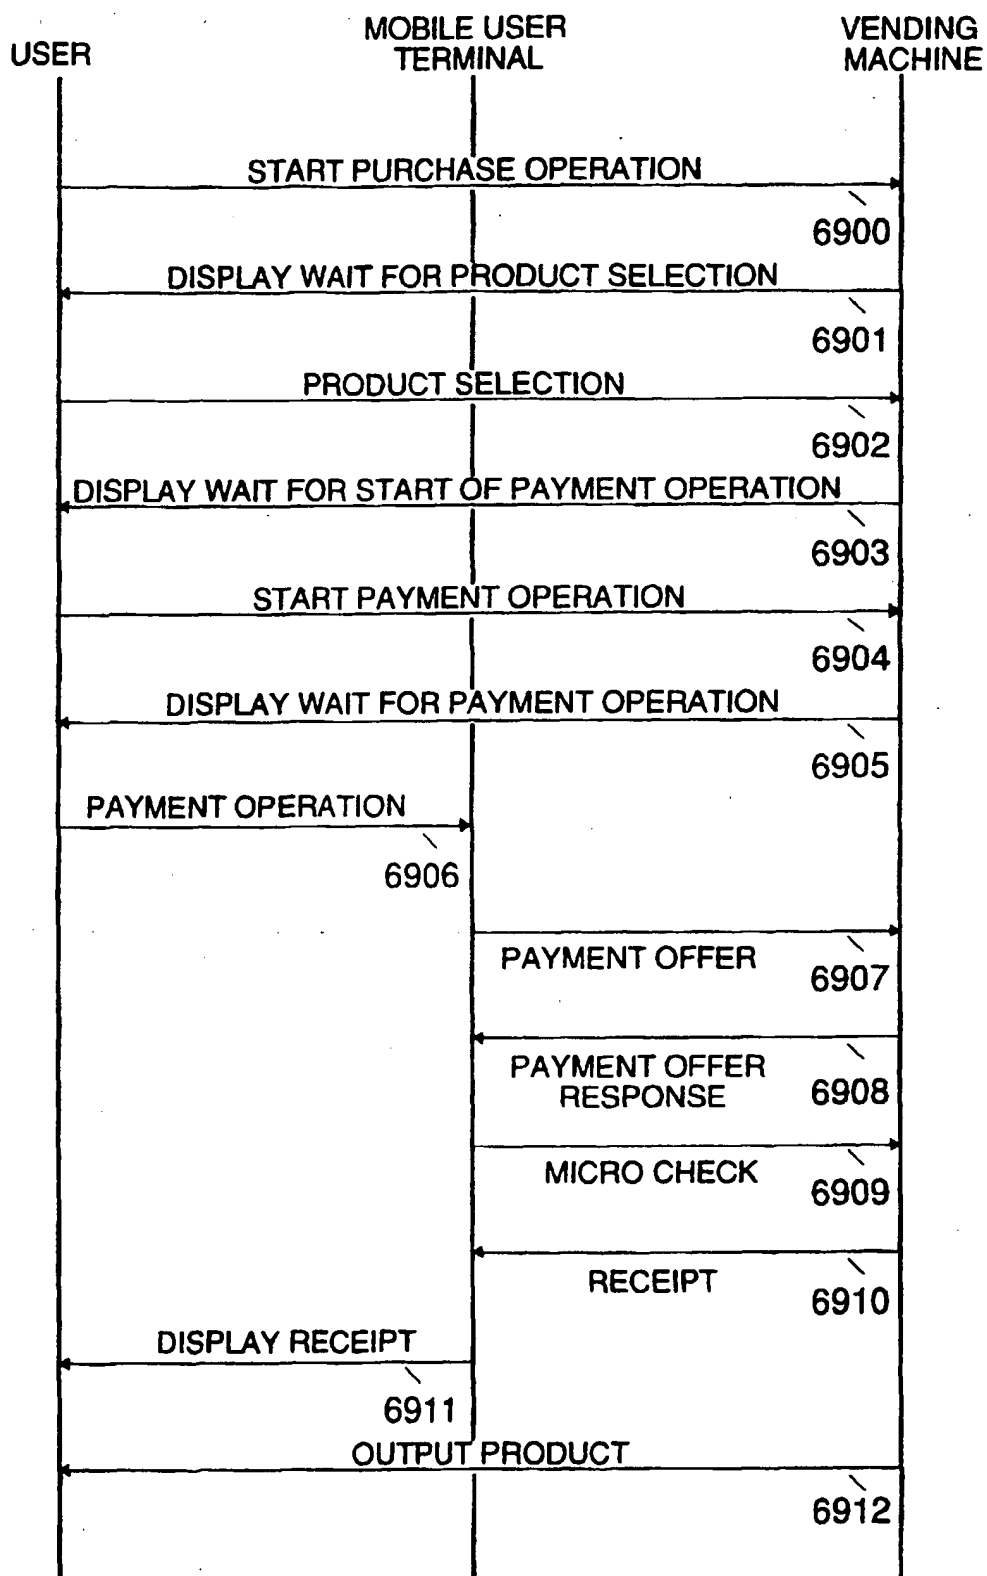 USER
MOBILE USER
TERMINAL
VENDING
MACHINE
START PURCHASE OPERATION
6900
DISPLAY WAIT FOR PRODUCT SELECTION
6901
PRODUCT SELECTION
6902
DISPLAY WAIT FOR START OF PAYMENT OPERATION
6903
START PAYMENT OPERATION
6904
DISPLAY WAIT FOR PAYMENT OPERATION
6905
PAYMENT OPERATION
6906
PAYMENT OFFER
6907
PAYMENT OFFER
RESPONSE
6908
MICRO CHECK
6909
RECEIPT
6910
DISPLAY RECEIPT
6911
OUTPUT PRODUCT
6912